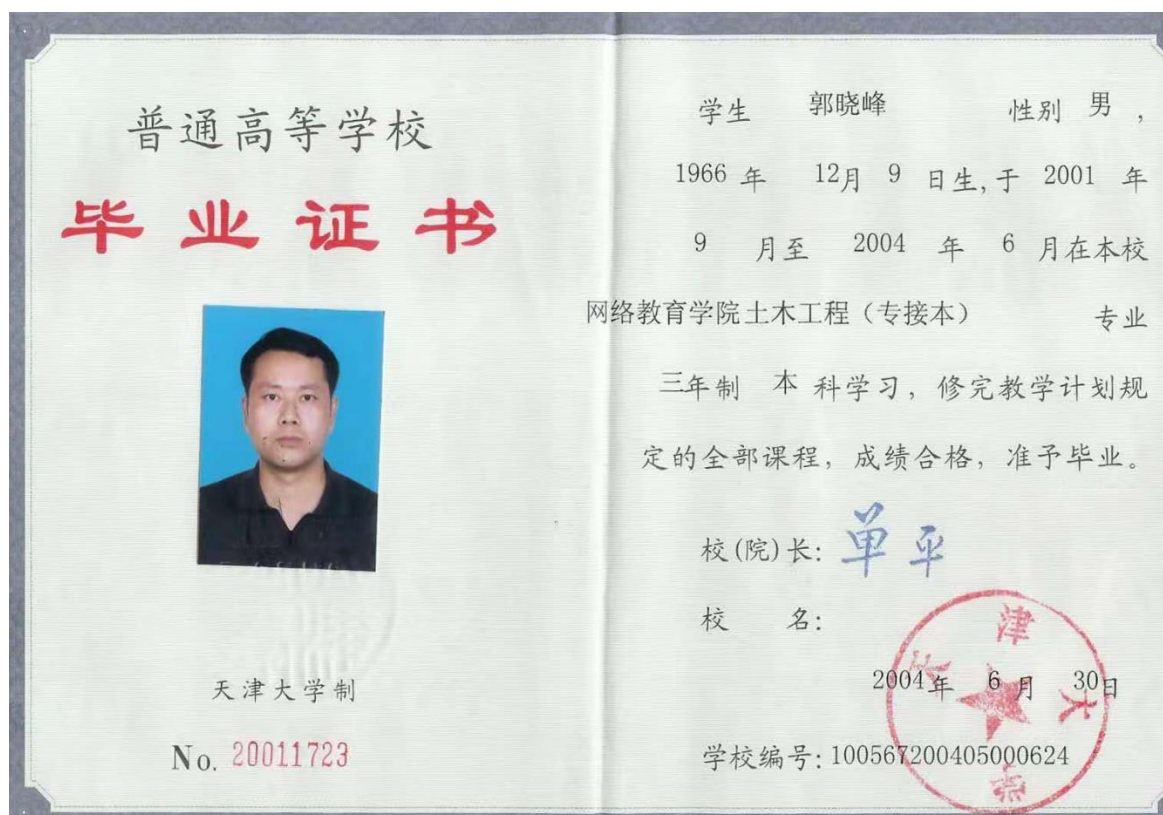 普通高等学校
毕业证书
天津大学制
No. 20011723
学生 郭晓峰 性别 男，
1966 年 12月 9 日生,于 2001 年
9 月至 2004 年 6 月在本校
网络教育学院土木工程（专接本） 专业
三年制 本 科学习，修完教学计划规
定的全部课程，成绩合格，准予毕业。
校(院)长: 单平
校 名:
天津大学
2004年 6月 30日
学校编号: 100567200405000624